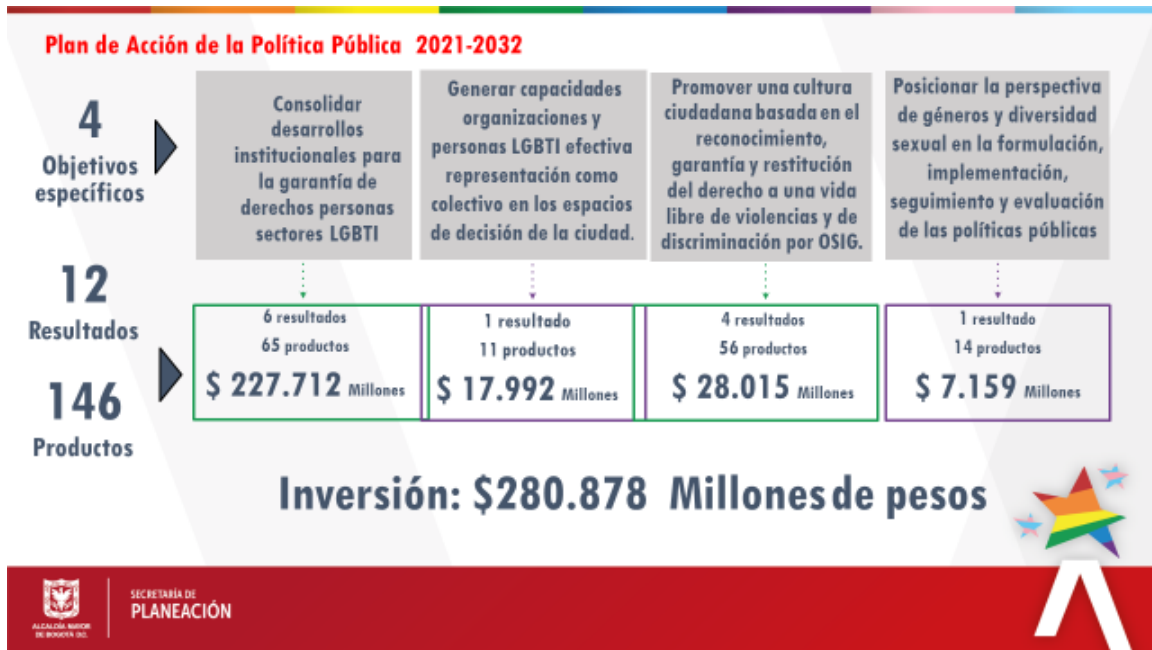 Plan de Acción de la Política Pública 2021-2032
4
Objetivos
específicos
Consolidar
desarrollos
institucionales para
la garantía de
derechos personas
sectores LGBTI
Generar capacidades
organizaciones y
personas LGBTI efectiva
representación como
colectivo en los espacios
de decisión de la ciudad.
Promover una cultura
ciudadana basada en el
reconocimiento,
garantía y restitución
del derecho a una vida
libre de violencias y de
discriminación por OSIG.
Posicionar la perspectiva
de géneros y diversidad
sexual en la formulación,
implementación,
seguimiento y evaluación
de las políticas públicas
12
Resultados
146
Productos
6 resultados
65 productos
$ 227.712 Millones
1 resultado
11 productos
$ 17.992 Millones
4 resultados
56 productos
$ 28.015 Millones
1 resultado
14 productos
$ 7.159 Millones
Inversión: $280.878 Millones de pesos
ALCALDÍA MAYOR
DE BOGOTÁ D.C.
SECRETARÍA DE
PLANEACIÓN